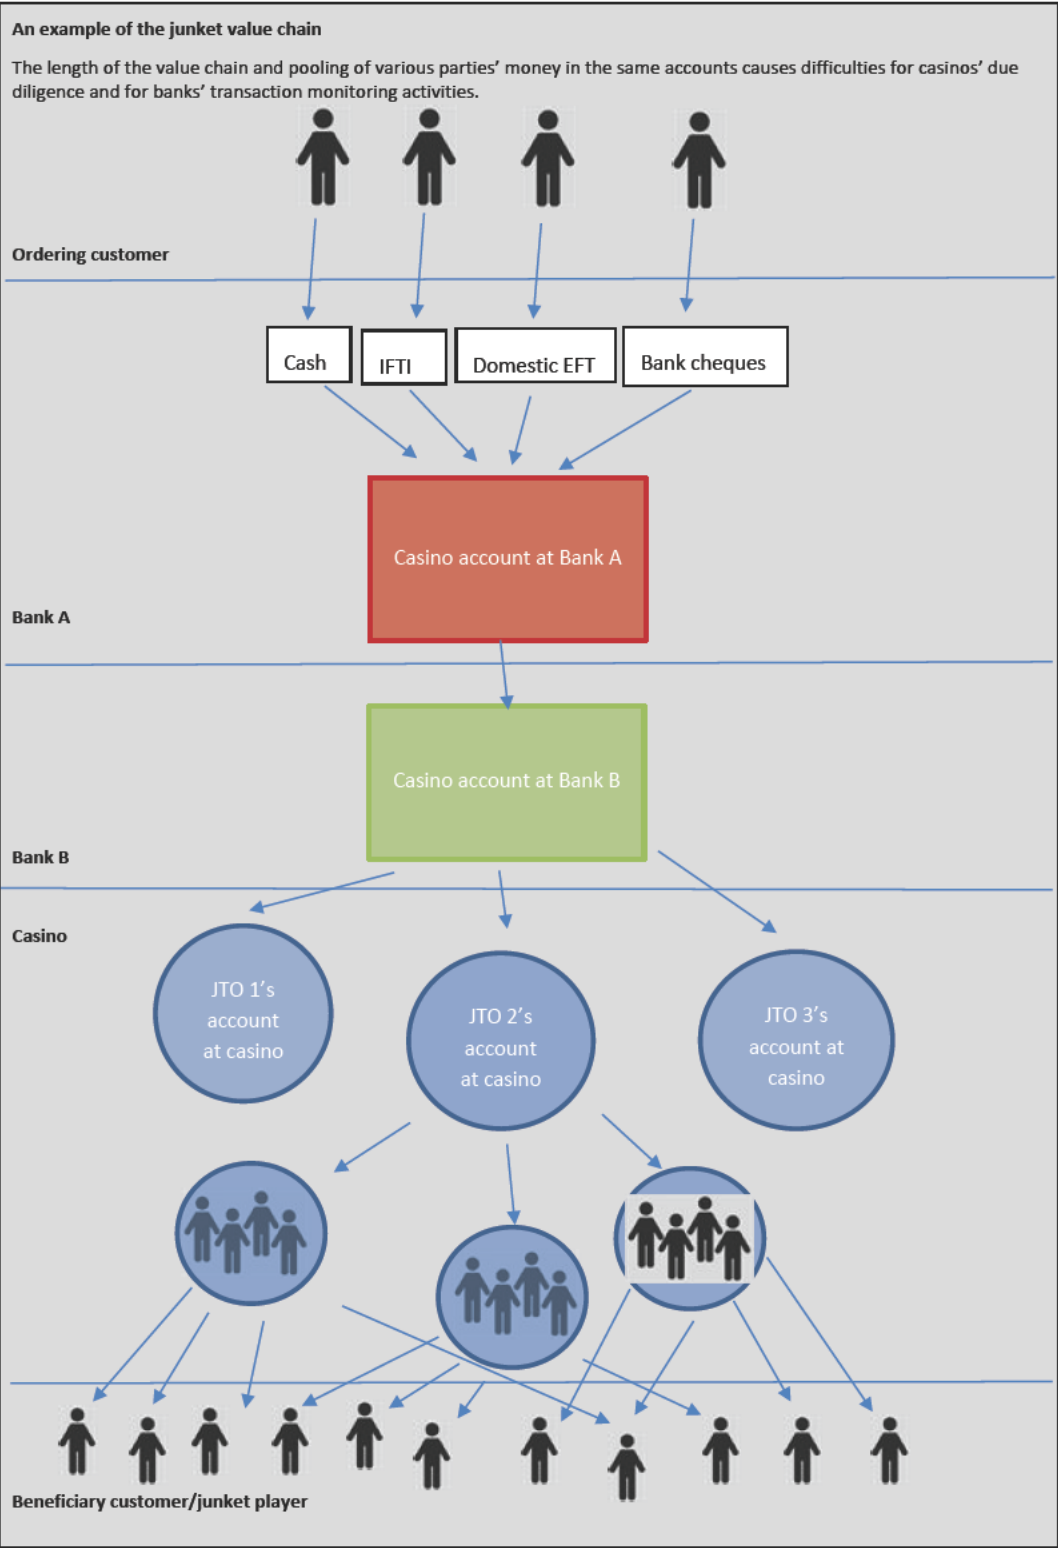 An example of the junket value chain
The length of the value chain and pooling of various parties’ money in the same accounts causes difficulties for casinos’ due
diligence and for banks’ transaction monitoring activities.
Ordering customer
Cash
IFTI
Domestic EFT
Bank cheques
Casino account at Bank A
Bank A
Casino account at Bank B
Bank B
Casino
JTO 1’s
account
at casino
JTO 2’s
account
at casino
JTO 3’s
account at
casino
Beneficiary customer/junket player